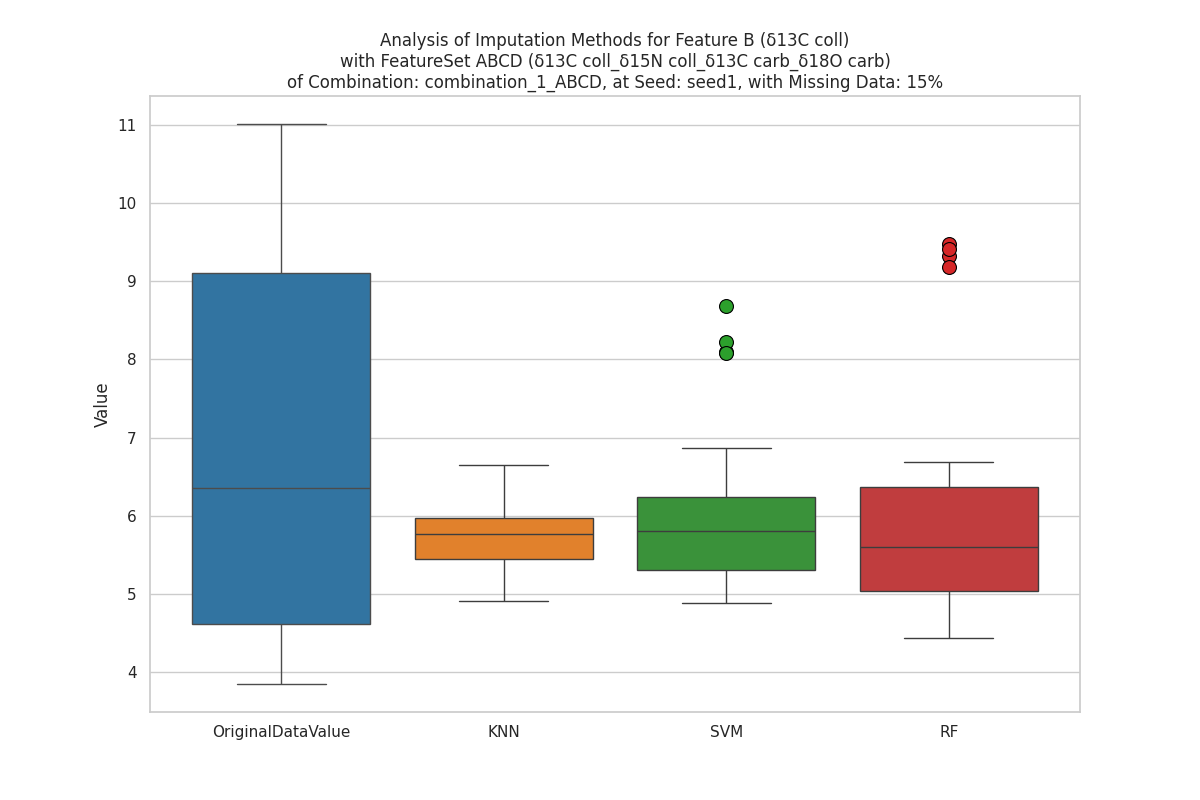 Analysis of Imputation Methods for Feature B (δ13C coll)
with FeatureSet ABCD (δ13C coll_δ15N coll_δ13C carb_δ18O carb)
of Combination: combination_1_ABCD, at Seed: seed1, with Missing Data: 15%
11
10
9
8
7
6
5
4
Value
OriginalDataValue
KNN
SVM
RF